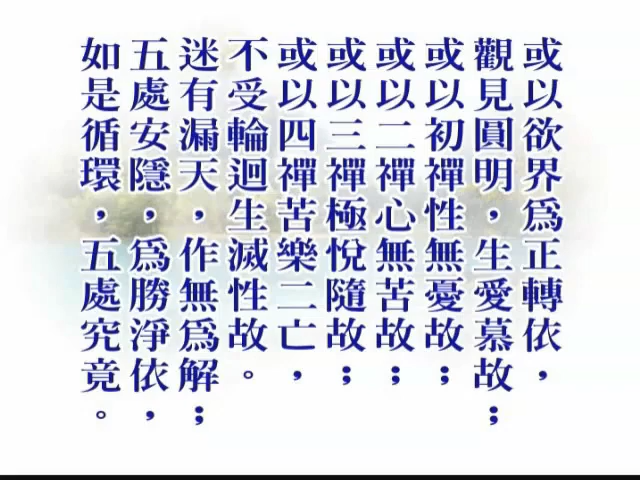 或以欲界為正轉依，
觀見圓明，生愛慕故；
或以初禪性無憂故；
或以二禪心無苦故；
或以三禪極悅隨故；
或以四禪苦樂二亡，
不受輪迴生滅性故。
迷有漏天，作無為解；
五處安隱，為勝淨依，
如是循環，五處究竟。